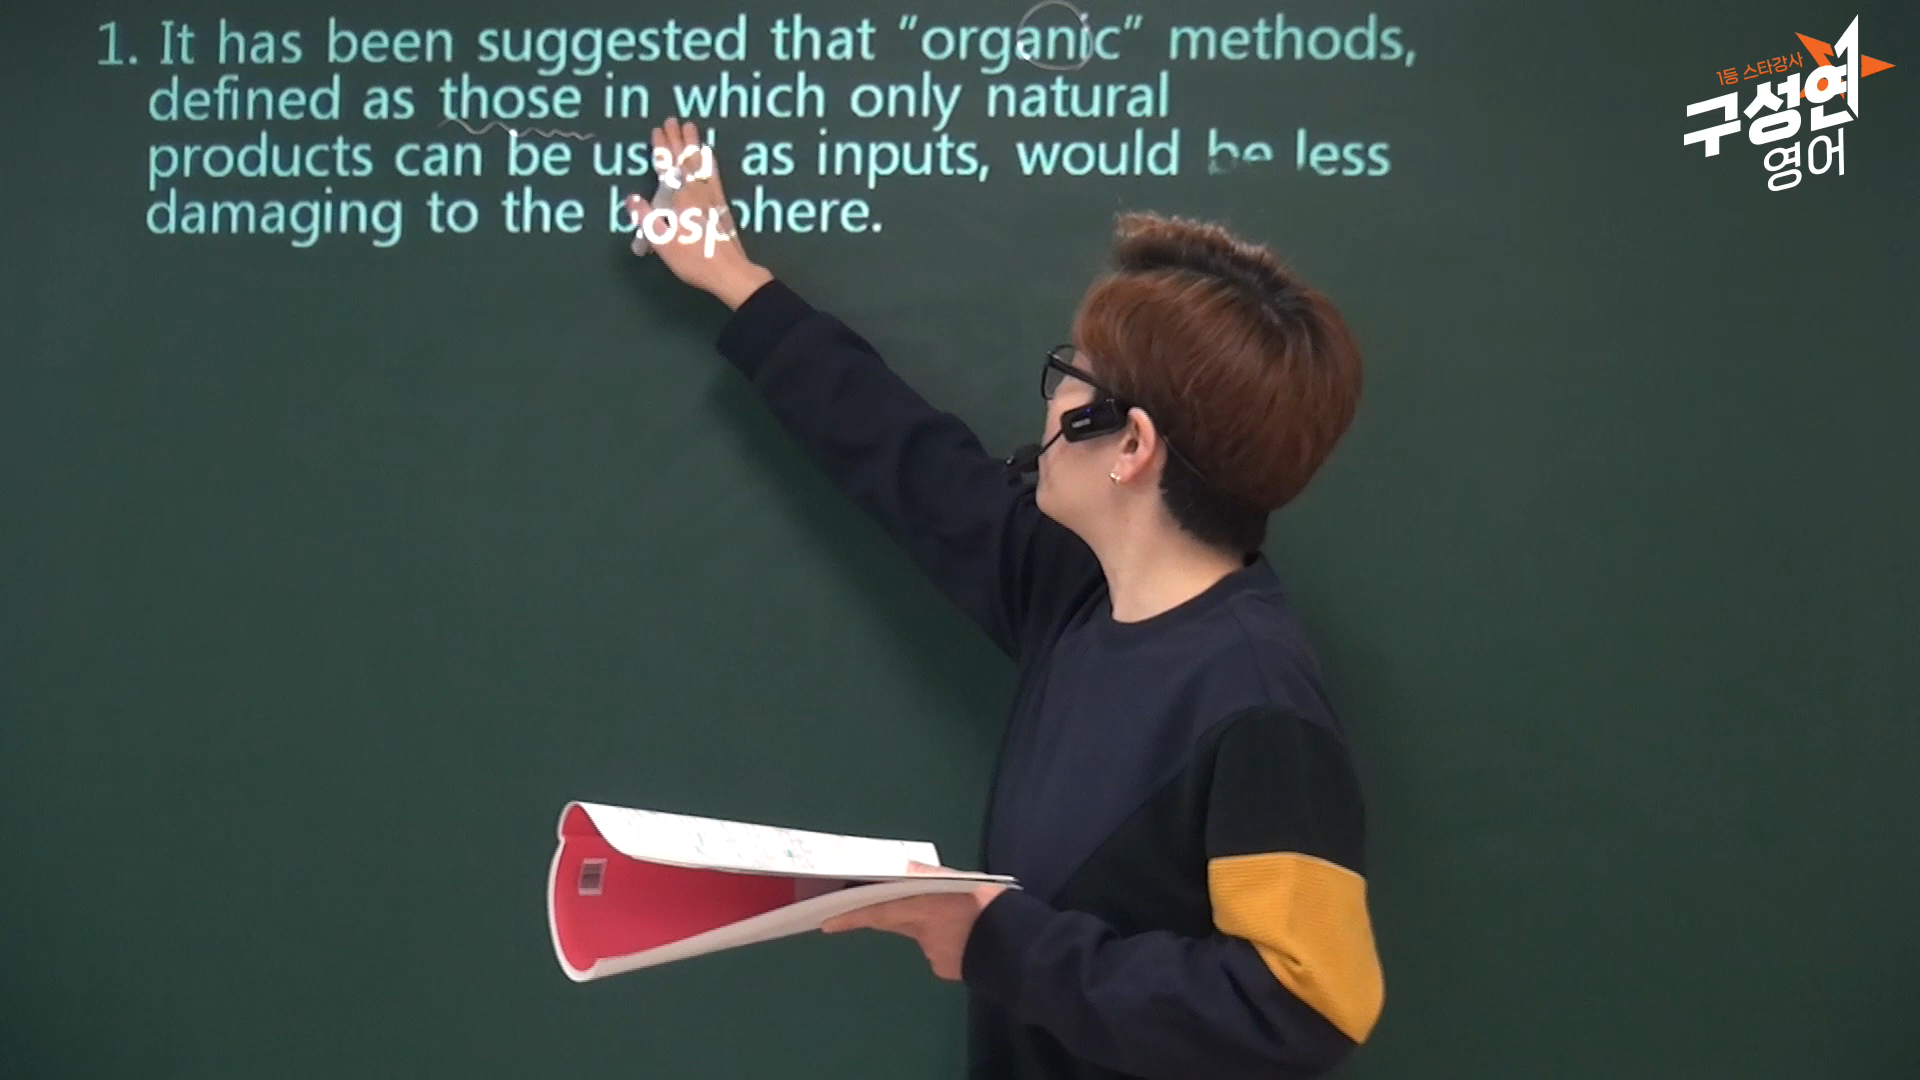 1. It has been suggested that "organic" methods,
defined as those in which only natural
products can be used as inputs, would be less
damaging to the biosphere.
1등 스타강사
구성연
영어